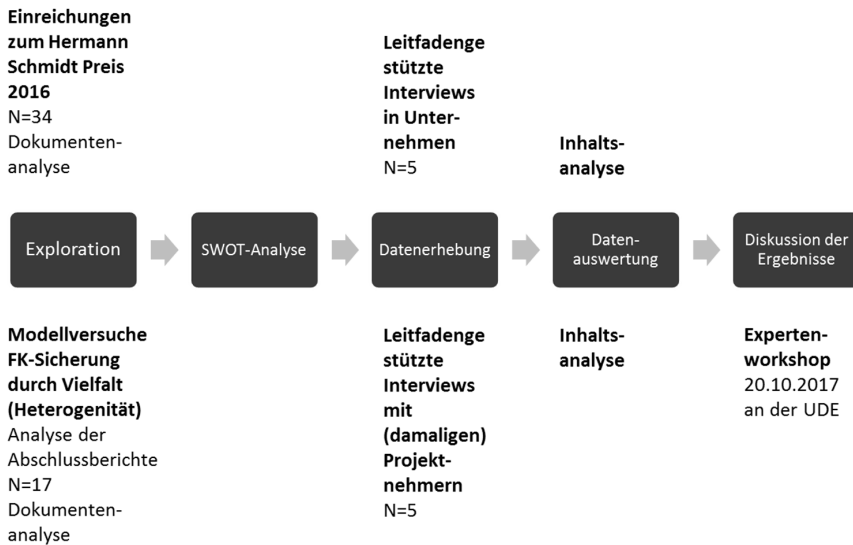 Einreichungen
zum Hermann
Schmidt Preis
2016
N=34
Dokumenten-
analyse
Leitfadenge
stützte
Interviews
in Unter-
nehmen
N=5
Inhalts-
analyse
Exploration
SWOT-Analyse
Datenerhebung
Daten-
auswertung
Diskussion der
Ergebnisse
Modellversuche
FK-Sicherung
durch Vielfalt
(Heterogenität)
Analyse der
Abschlussberichte
N=17
Dokumenten-
analyse
Leitfadenge
stützte
Interviews
mit
(damaligen)
Projekt-
nehmern
N=5
Inhalts-
analyse
Experten-
workshop
20.10.2017
an der UDE